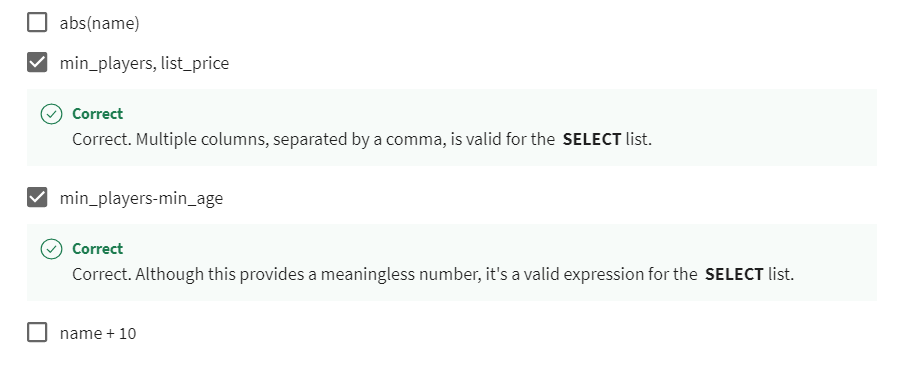 abs(name)
min_players, list_price
Correct
Correct. Multiple columns, separated by a comma, is valid for the SELECT list.
min_players-min_age
Correct
Correct. Although this provides a meaningless number, it's a valid expression for the SELECT list.
name + 10